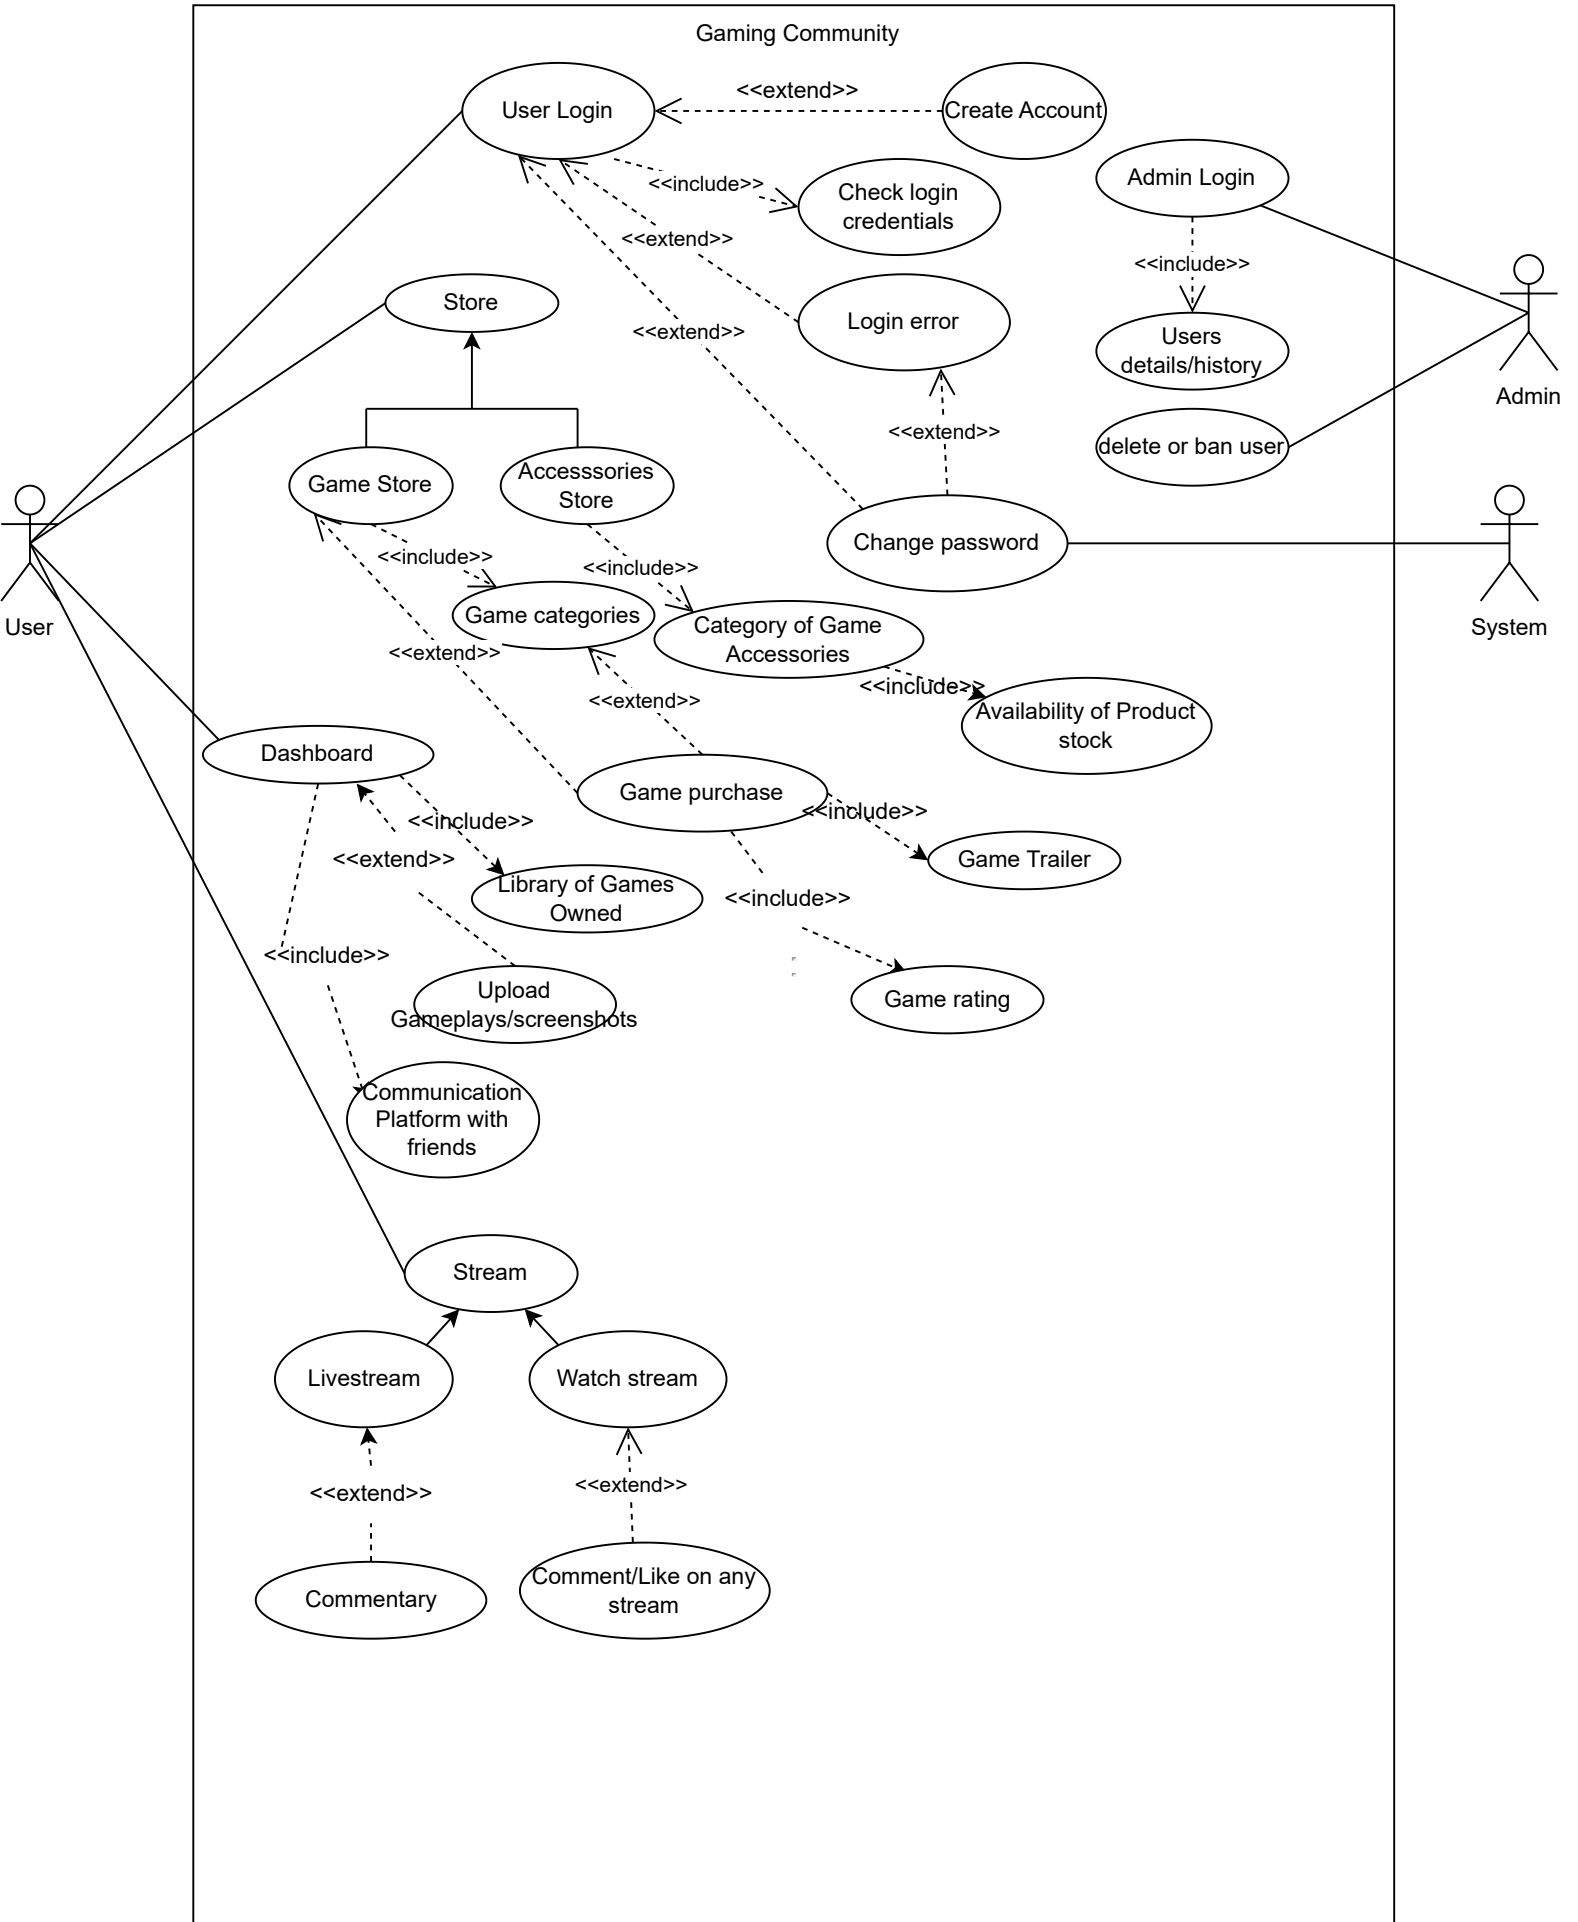 Gaming Community
User Login
<<extend>>
Create Account
<<include>>
Check login
credentials
Admin Login
<<extend>>
<<include>>
Store
Login error
<<extend>>
Users
details/history
Admin
<<extend>>
delete or ban user
Game Store
Accesssories
Store
Change password
<<include>>
<<include>>
User
System
Game categories
Category of Game
Accessories
<<extend>>
<<include>>
<<extend>>
Availability of Product
stock
Dashboard
Game purchase
<<include>>
<<include>>
<<extend>>
Game Trailer
Library of Games
Owned
<<include>>
<<include>>
Upload
Gameplays/screenshots
Game rating
Communication
Platform with
friends
Stream
Livestream
Watch stream
<<extend>>
<<extend>>
Commentary
Comment/Like on any
stream